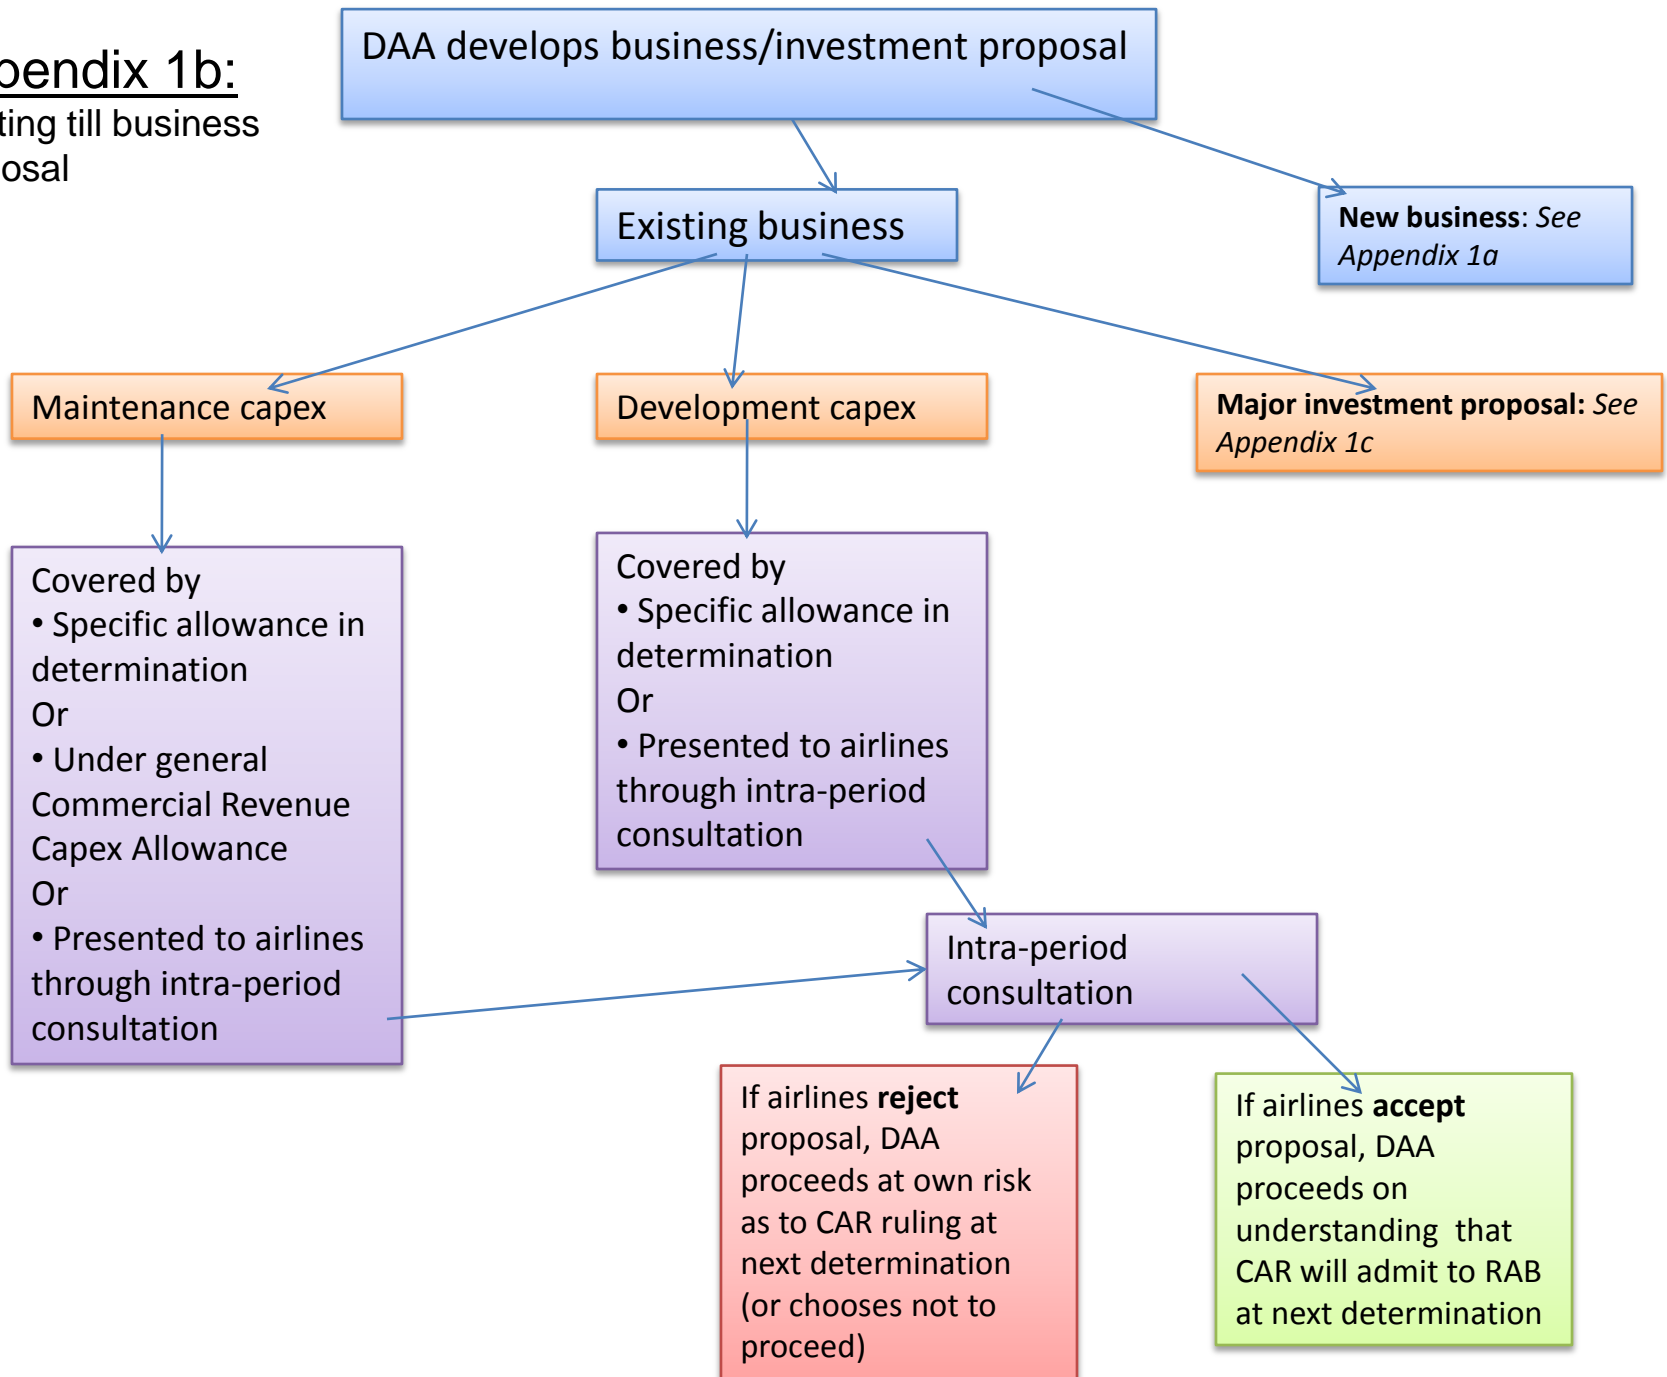 DAA develops business/investment proposal
pendix 1b:
ting till business
osal
Existing business
New business: See
Appendix 1a
Maintenance capex
Development capex
Major investment proposal: See
Appendix 1c
Covered by
• Specific allowance in
determination
Or
• Under general
Commercial Revenue
Capex Allowance
Or
• Presented to airlines
through intra-period
consultation
Covered by
• Specific allowance in
determination
Or
• Presented to airlines
through intra-period
consultation
Intra-period
consultation
If airlines reject
proposal, DAA
proceeds at own risk
as to CAR ruling at
next determination
(or chooses not to
proceed)
If airlines accept
proposal, DAA
proceeds on
understanding that
CAR will admit to RAB
at next determination